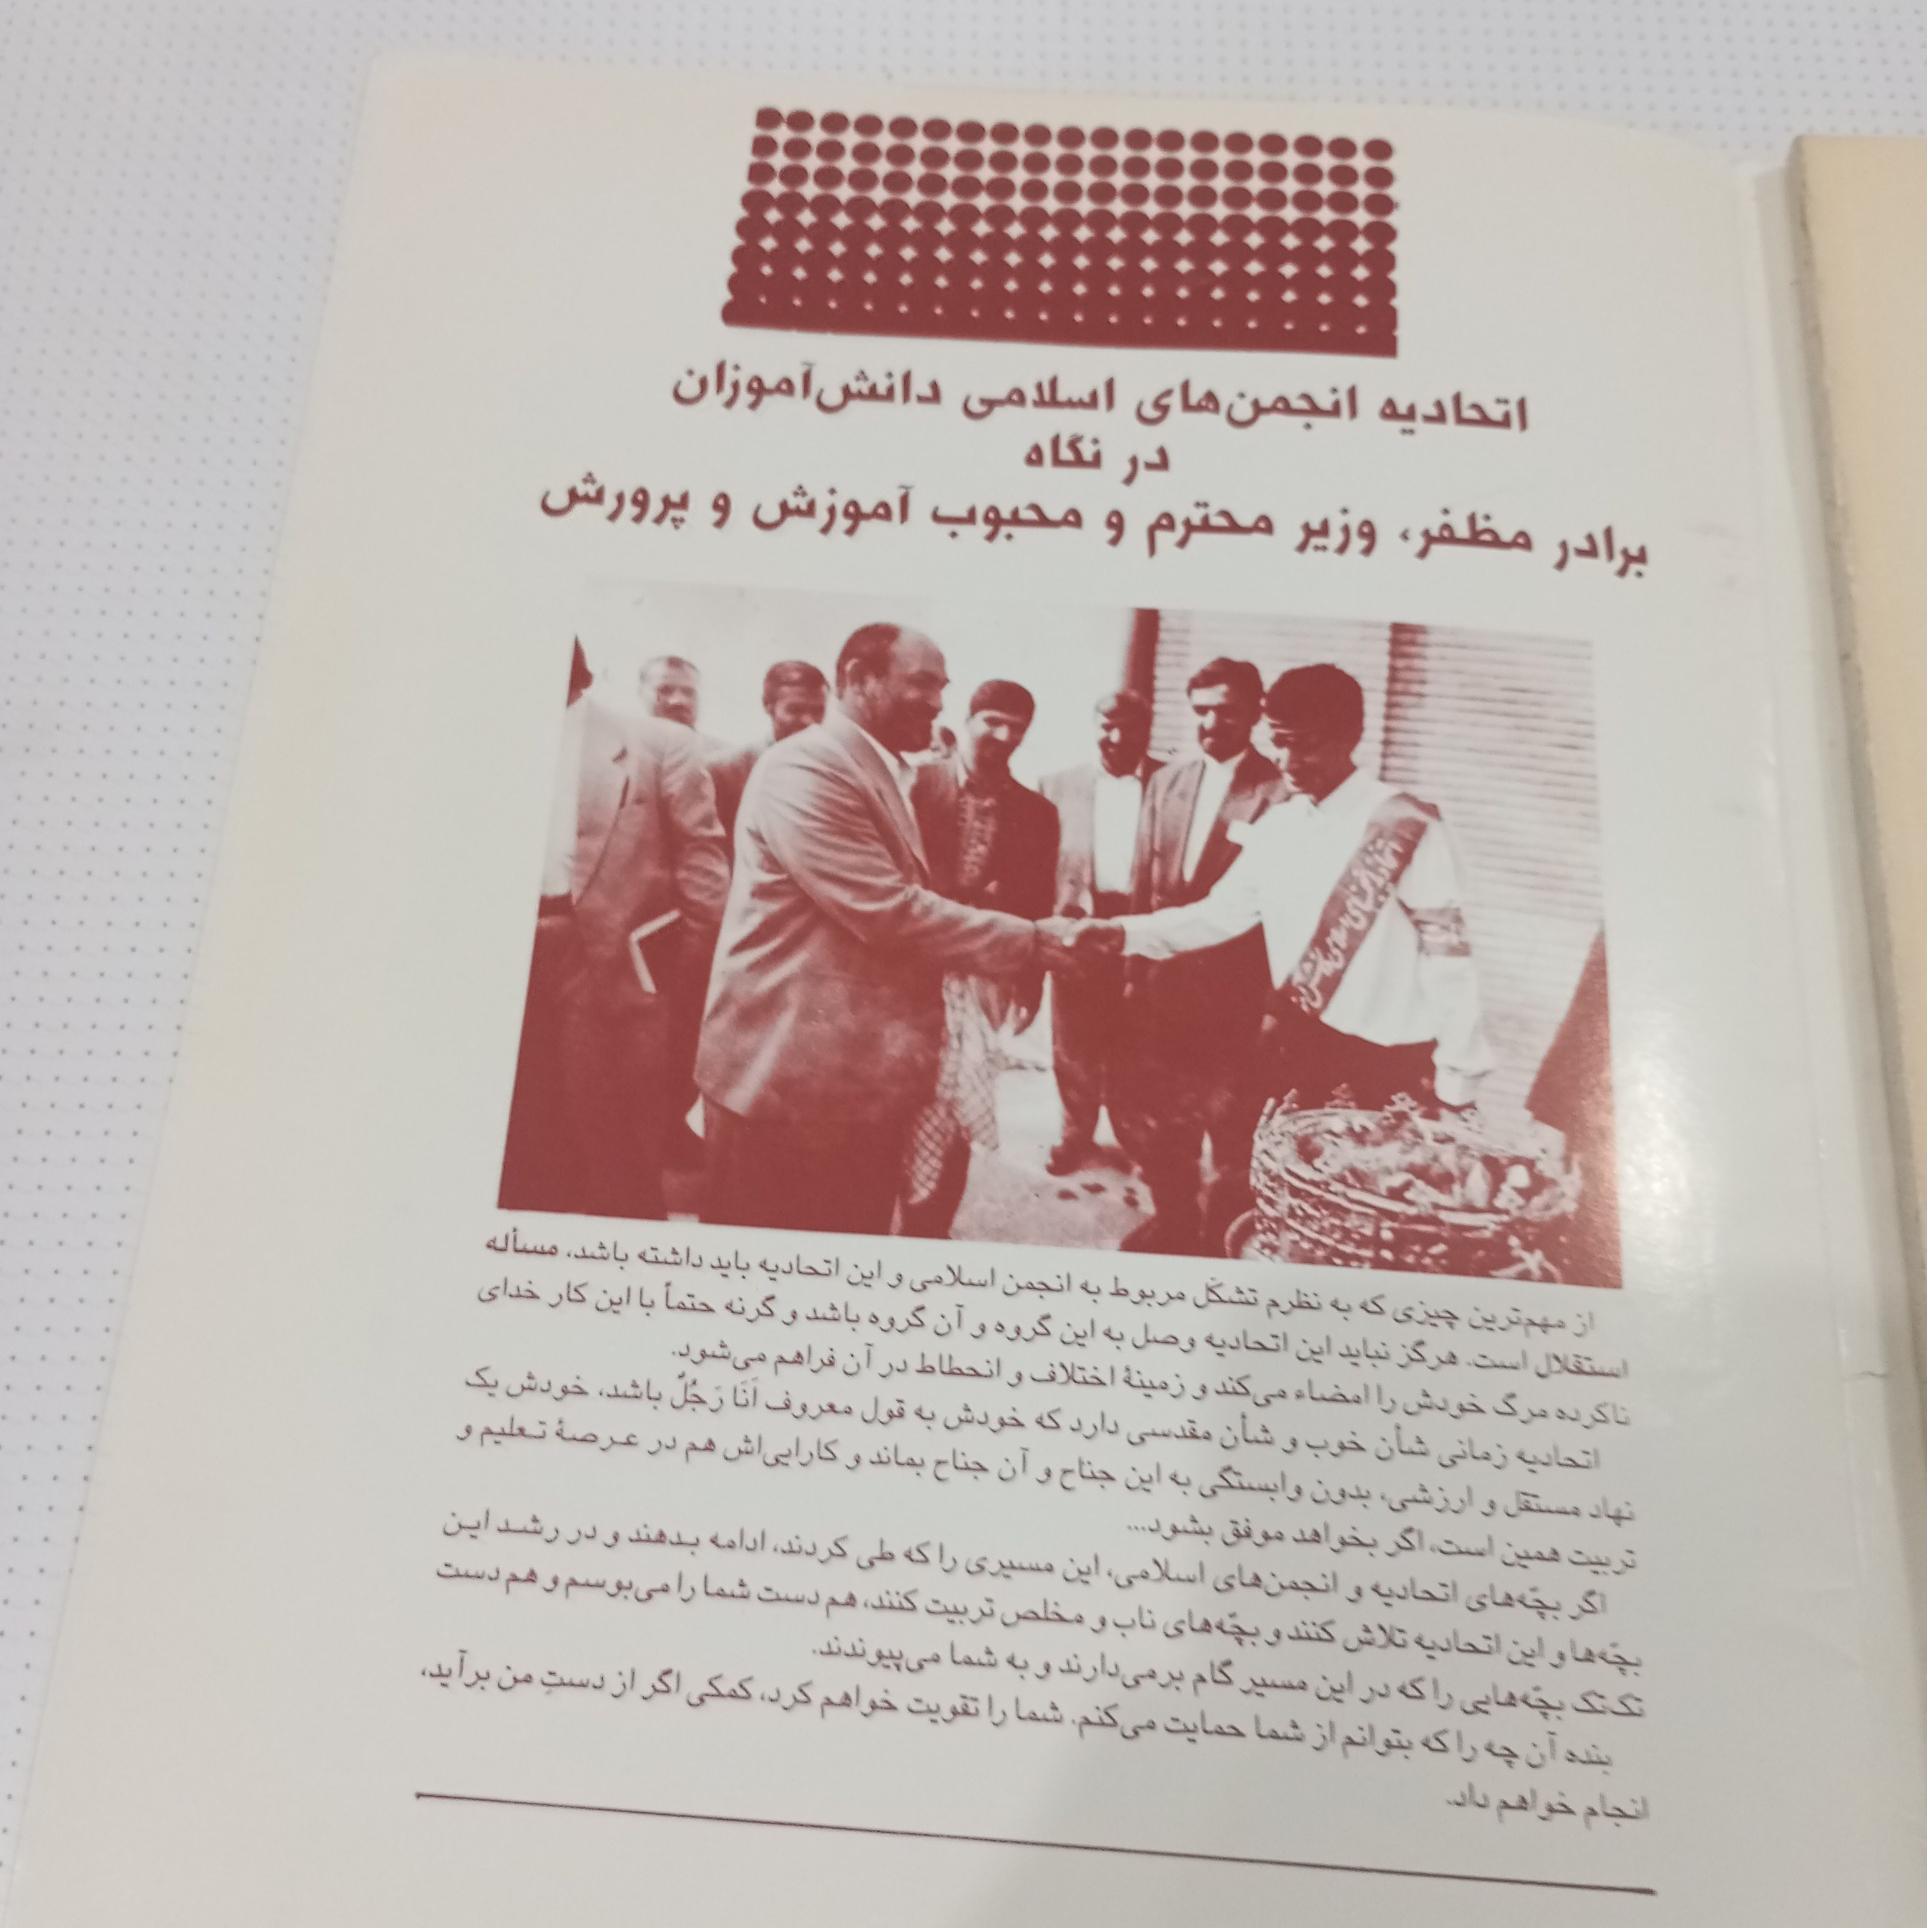 اتحادیه انجمن‌های اسلامی دانش‌آموزان
در نگاه
برادر مظفر، وزیر محترم و محبوب آموزش و پرورش
از مهم‌ترین چیزی که به نظرم تشکّل مربوط به انجمن اسلامی و این اتحادیه باید داشته باشد، مسأله
استقلال است. هرگز نباید این اتحادیه وصل به این گروه و آن گروه باشد و گرنه حتماً با این کار خدای
ناکرده مرگ خودش را امضاء می‌کند و زمینهٔ اختلاف و انحطاط در آن فراهم می‌شود.
اتحادیه زمانی شأن خوب و شأن مقدسی دارد که خودش به قول معروف اَنَا رَجُلٌ باشد، خودش یک
نهاد مستقل و ارزشی، بدون وابستگی به این جناح و آن جناح بماند و کارایی‌اش هم در عرصهٔ تعلیم و
تربیت همین است، اگر بخواهد موفق بشود...
اگر بچّه‌های اتحادیه و انجمن‌های اسلامی، این مسیری را که طی کردند، ادامه بدهند و در رشد این
بچّه‌ها و این اتحادیه تلاش کنند و بچّه‌های ناب و مخلص تربیت کنند، هم دست شما را می‌بوسم و هم دست
تک‌تک بچّه‌هایی را که در این مسیر گام برمی‌دارند و به شما می‌پیوندند.
بنده آن چه را که بتوانم از شما حمایت می‌کنم. شما را تقویت خواهم کرد، کمکی اگر از دستِ من برآید،
انجام خواهم داد.